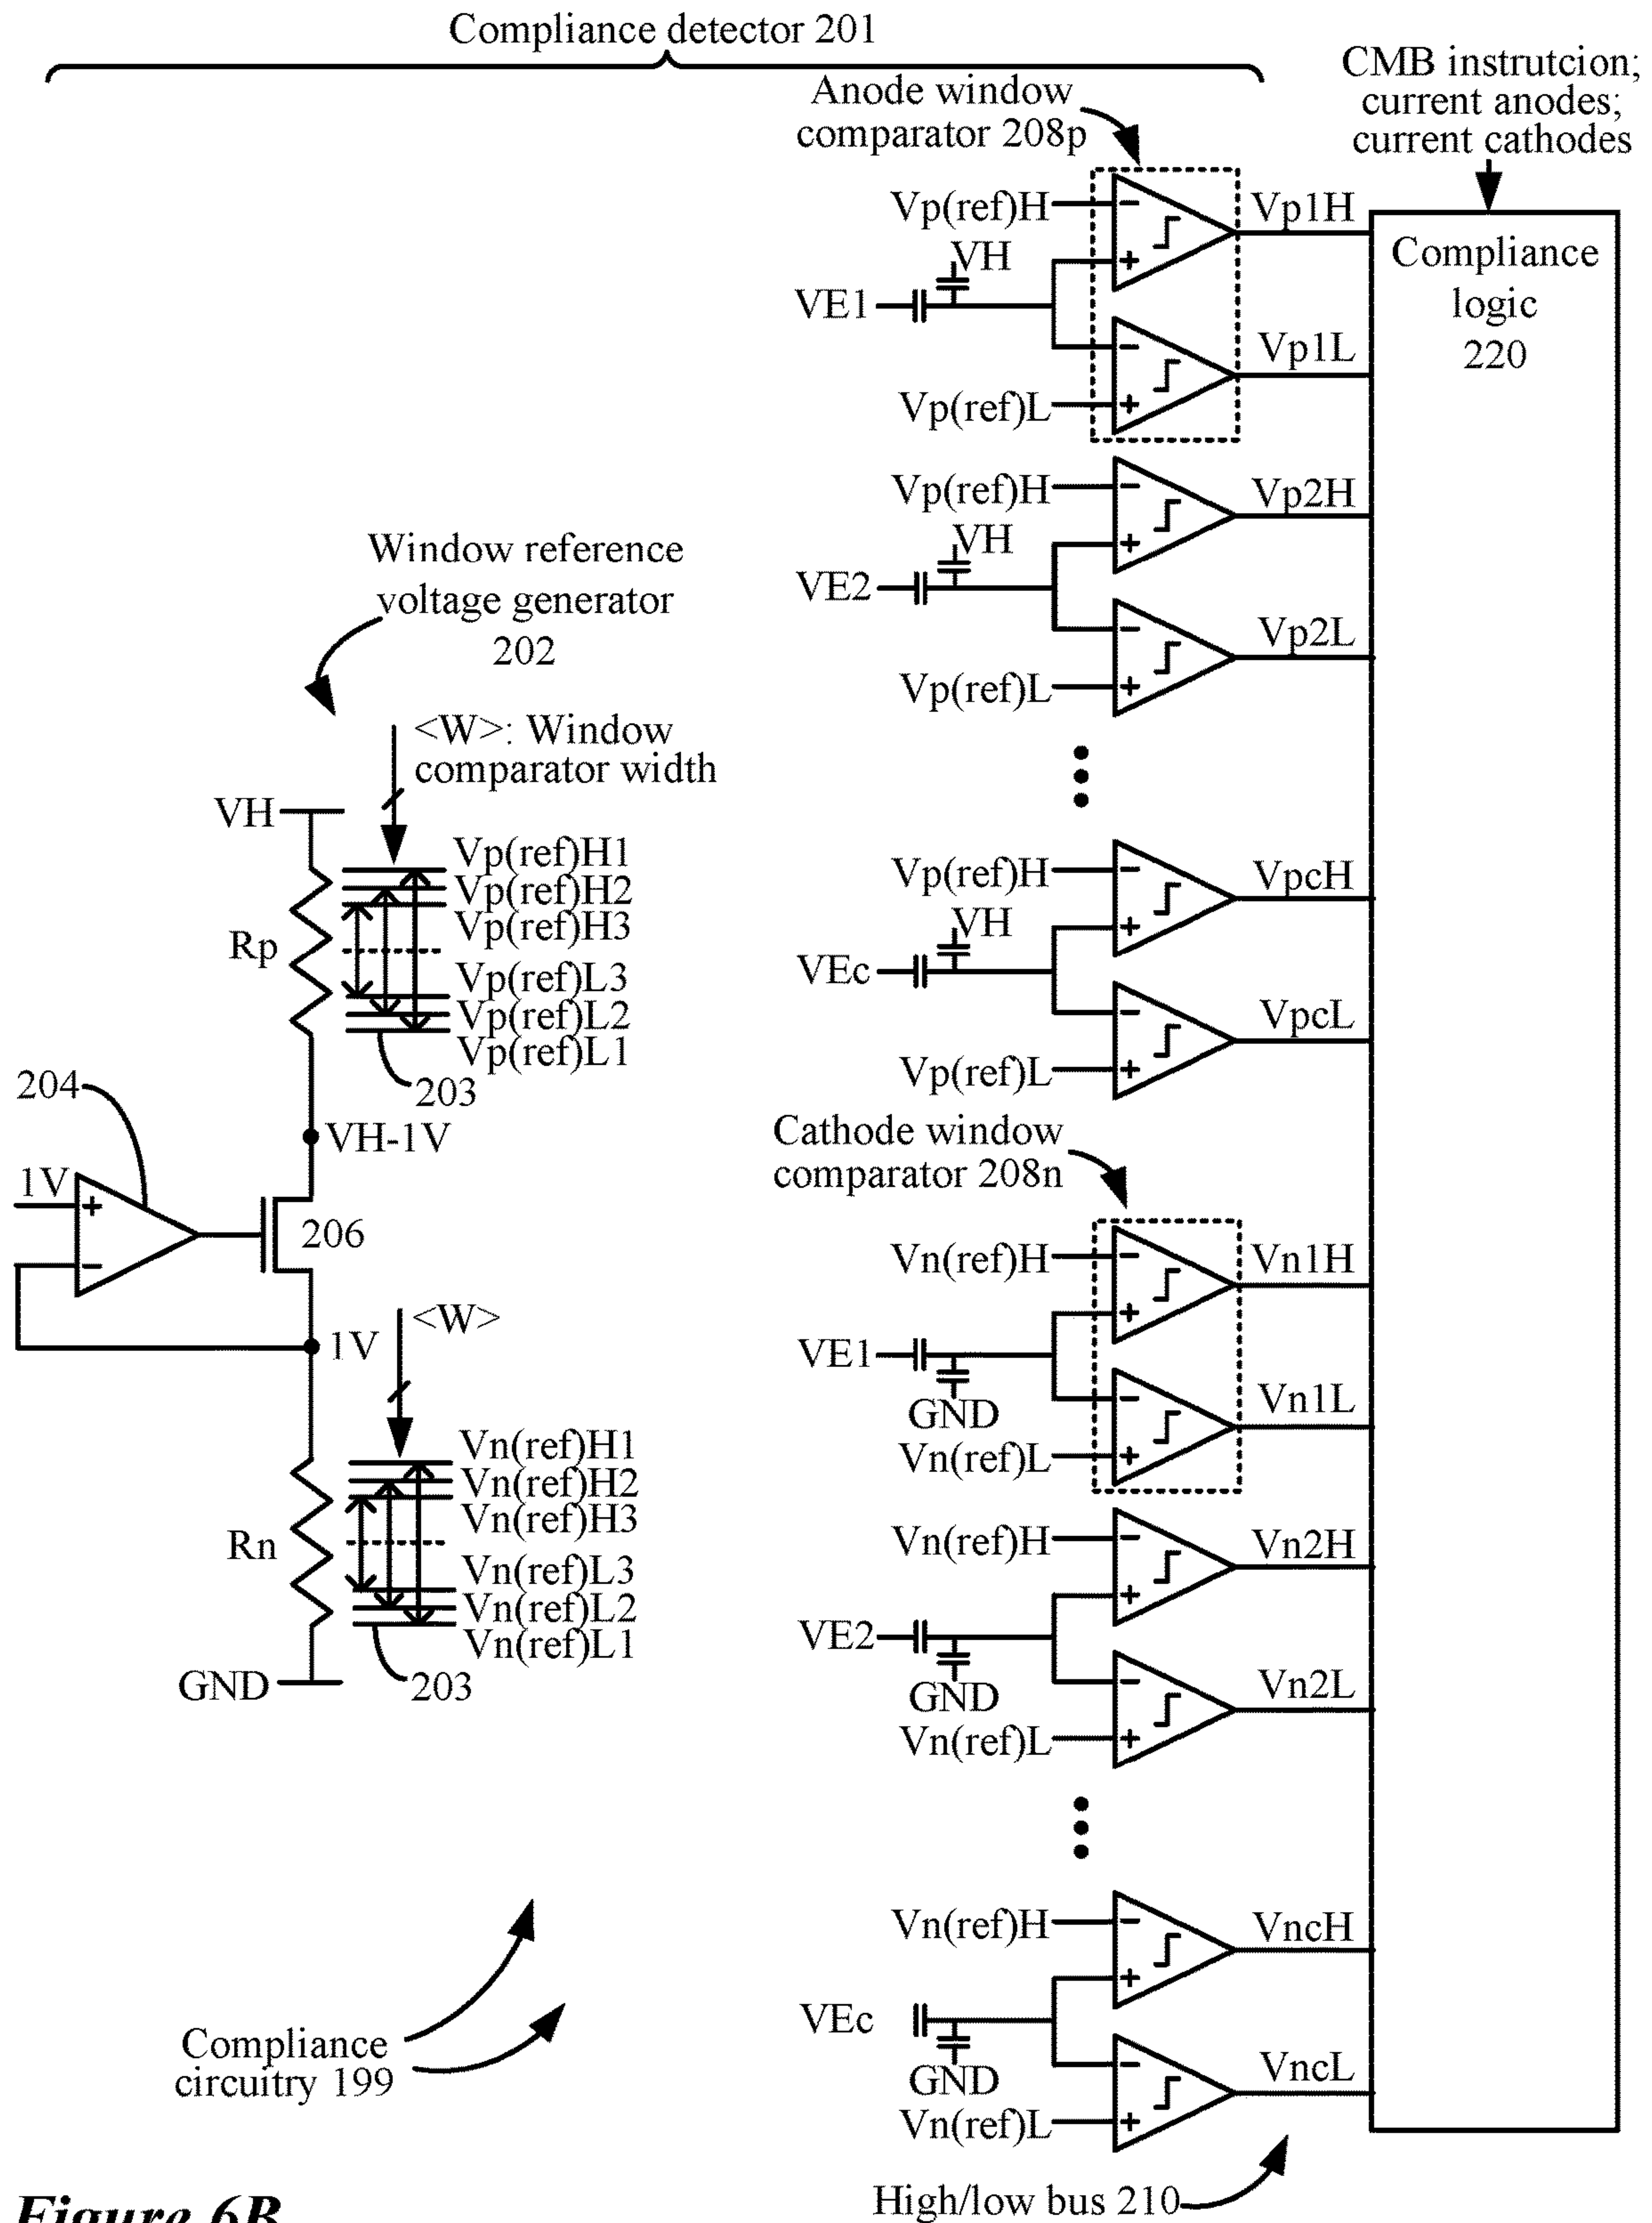 Compliance detector 201
CMB instrutcion;
current anodes;
current cathodes
Anode window
comparator 208p
Vp(ref)H
VH
VE1
Vp(ref)L
Vp1H
Vp1L
Compliance
logic
220
Vp(ref)H
VH
VE2
Vp(ref)L
Vp2H
Vp2L
Window reference
voltage generator
202
<W>: Window
comparator width
VH
Vp(ref)H1
Vp(ref)H2
Vp(ref)H3
Rp
Vp(ref)L3
Vp(ref)L2
Vp(ref)L1
203
Vp(ref)H
VH
VEc
Vp(ref)L
VpcH
VpcL
204
VH-1V
1V
+
−
206
1V
<W>
Cathode window
comparator 208n
Vn(ref)H
VE1
GND
Vn(ref)L
Vn1H
Vn1L
Vn(ref)H1
Vn(ref)H2
Vn(ref)H3
Rn
Vn(ref)L3
Vn(ref)L2
Vn(ref)L1
203
GND
Vn(ref)H
VE2
GND
Vn(ref)L
Vn2H
Vn2L
Vn(ref)H
VEc
GND
Vn(ref)L
VncH
VncL
Compliance
circuitry 199
High/low bus 210
Figure 6B